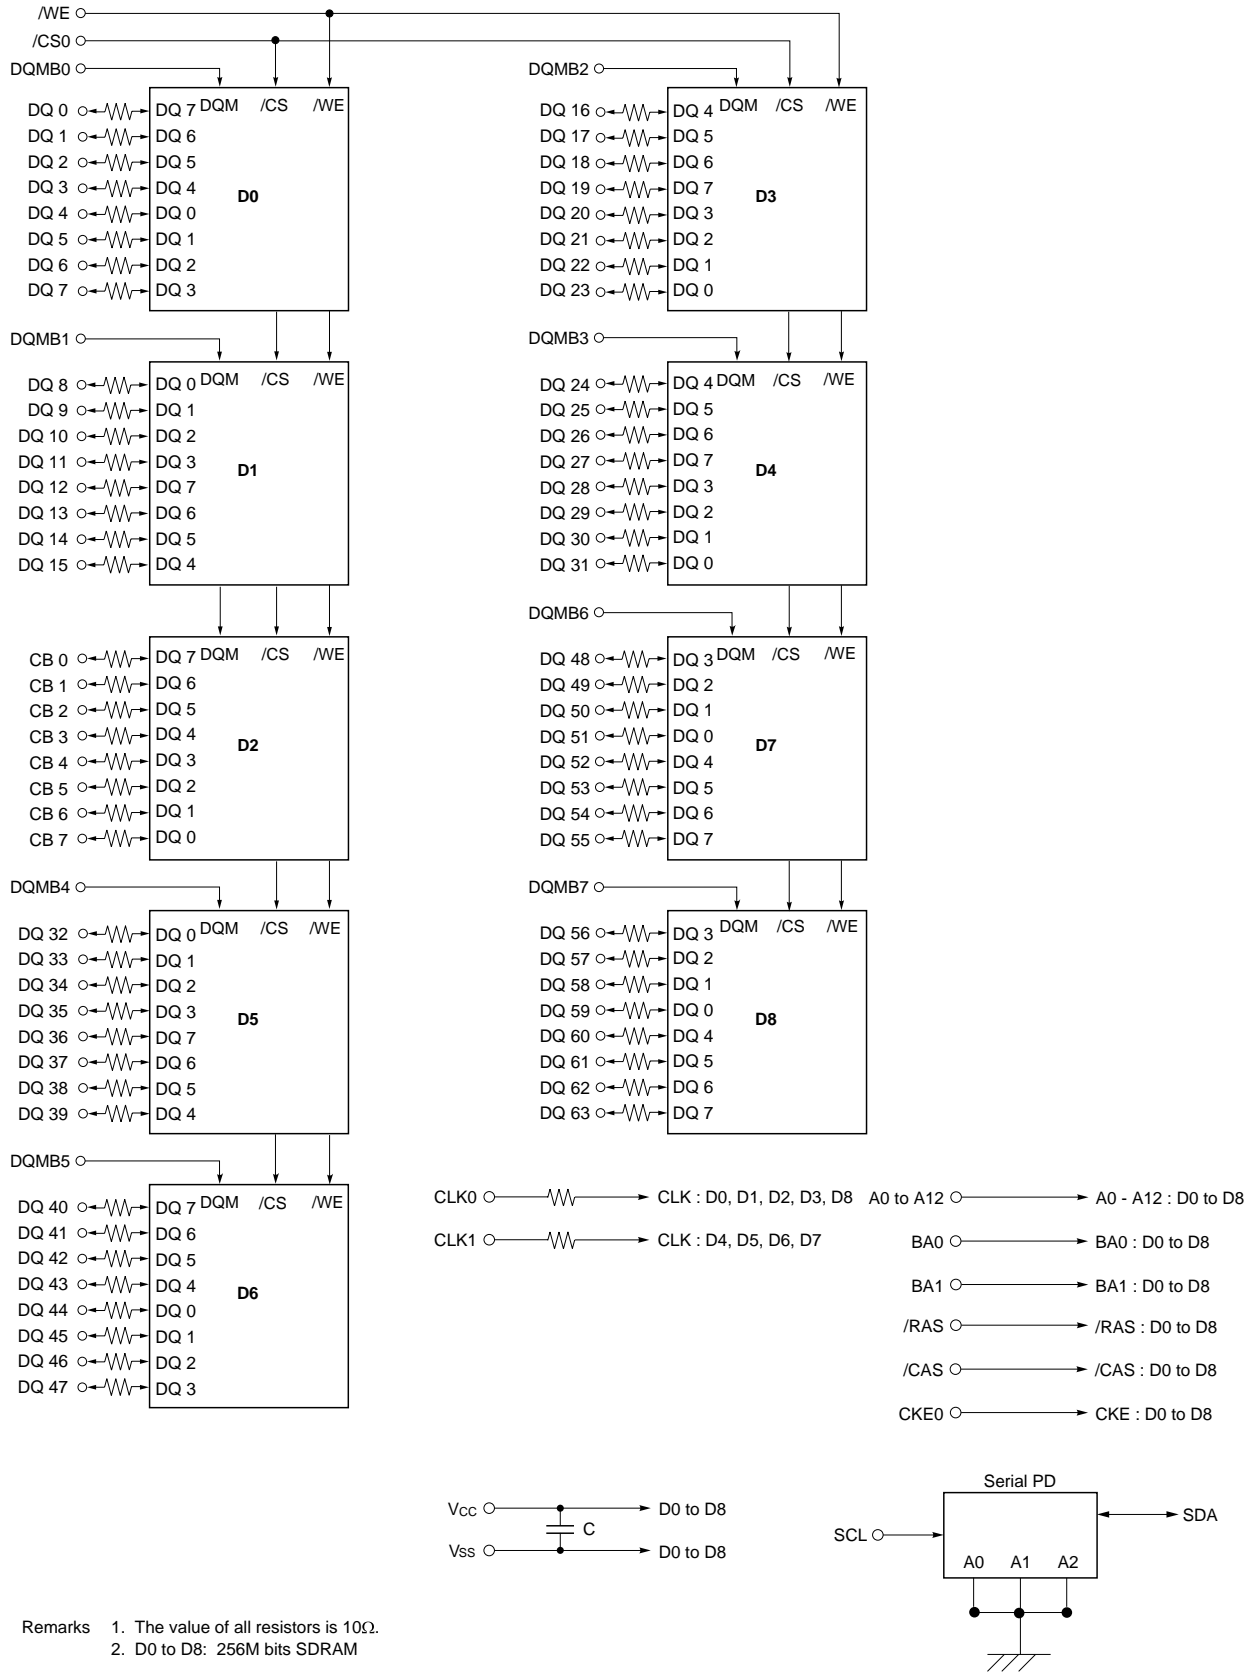 /WE
/CS0
DQMB0
DQM /CS /WE
DQ 0 DQ 7
DQ 1 DQ 6
DQ 2 DQ 5
DQ 3 DQ 4
D0
DQ 4 DQ 0
DQ 5 DQ 1
DQ 6 DQ 2
DQ 7 DQ 3
DQMB1
DQM /CS /WE
DQ 8 DQ 0
DQ 9 DQ 1
DQ 10 DQ 2
DQ 11 DQ 3
D1
DQ 12 DQ 7
DQ 13 DQ 6
DQ 14 DQ 5
DQ 15 DQ 4
DQM /CS /WE
CB 0 DQ 7
CB 1 DQ 6
CB 2 DQ 5
CB 3 DQ 4
D2
CB 4 DQ 3
CB 5 DQ 2
CB 6 DQ 1
CB 7 DQ 0
DQMB4
DQM /CS /WE
DQ 32 DQ 0
DQ 33 DQ 1
DQ 34 DQ 2
DQ 35 DQ 3
D5
DQ 36 DQ 7
DQ 37 DQ 6
DQ 38 DQ 5
DQ 39 DQ 4
DQMB5
DQM /CS /WE
DQ 40 DQ 7
DQ 41 DQ 6
DQ 42 DQ 5
DQ 43 DQ 4
D6
DQ 44 DQ 0
DQ 45 DQ 1
DQ 46 DQ 2
DQ 47 DQ 3
DQMB2
DQM /CS /WE
DQ 16 DQ 4
DQ 17 DQ 5
DQ 18 DQ 6
DQ 19 DQ 7
D3
DQ 20 DQ 3
DQ 21 DQ 2
DQ 22 DQ 1
DQ 23 DQ 0
DQMB3
DQM /CS /WE
DQ 24 DQ 4
DQ 25 DQ 5
DQ 26 DQ 6
DQ 27 DQ 7
D4
DQ 28 DQ 3
DQ 29 DQ 2
DQ 30 DQ 1
DQ 31 DQ 0
DQMB6
DQM /CS /WE
DQ 48 DQ 3
DQ 49 DQ 2
DQ 50 DQ 1
DQ 51 DQ 0
D7
DQ 52 DQ 4
DQ 53 DQ 5
DQ 54 DQ 6
DQ 55 DQ 7
DQMB7
DQM /CS /WE
DQ 56 DQ 3
DQ 57 DQ 2
DQ 58 DQ 1
DQ 59 DQ 0
D8
DQ 60 DQ 4
DQ 61 DQ 5
DQ 62 DQ 6
DQ 63 DQ 7
CLK0 CLK : D0, D1, D2, D3, D8
CLK1 CLK : D4, D5, D6, D7
A0 to A12 A0 - A12 : D0 to D8
BA0 BA0 : D0 to D8
BA1 BA1 : D0 to D8
/RAS /RAS : D0 to D8
/CAS /CAS : D0 to D8
CKE0 CKE : D0 to D8
VCC D0 to D8
C
VSS D0 to D8
Serial PD
SCL SDA
A0 A1 A2
Remarks 1. The value of all resistors is 10Ω.
2. D0 to D8: 256M bits SDRAM